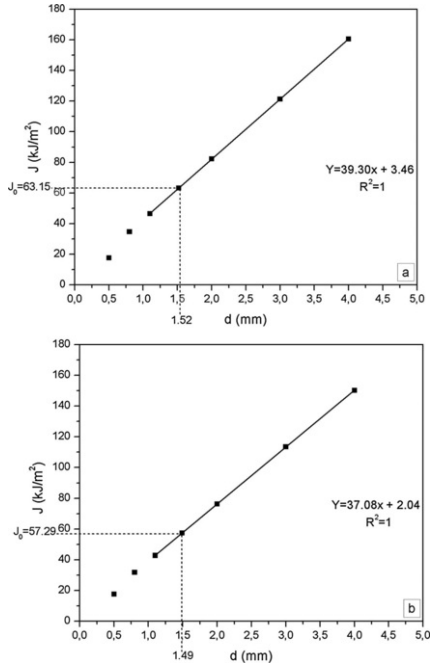 180
160
140
120
100
80
60
40
20
0
J (kJ/m²)
J₀=63.15
Y=39.30x + 3.46
R²=1
a
0,0 0,5 1,0 1,5 2,0 2,5 3,0 3,5 4,0 4,5 5,0
1.52
d (mm)
180
160
140
120
100
80
60
40
20
0
J (kJ/m²)
J₀=57.29
Y=37.08x + 2.04
R²=1
b
0,0 0,5 1,0 1,5 2,0 2,5 3,0 3,5 4,0 4,5 5,0
1.49
d (mm)